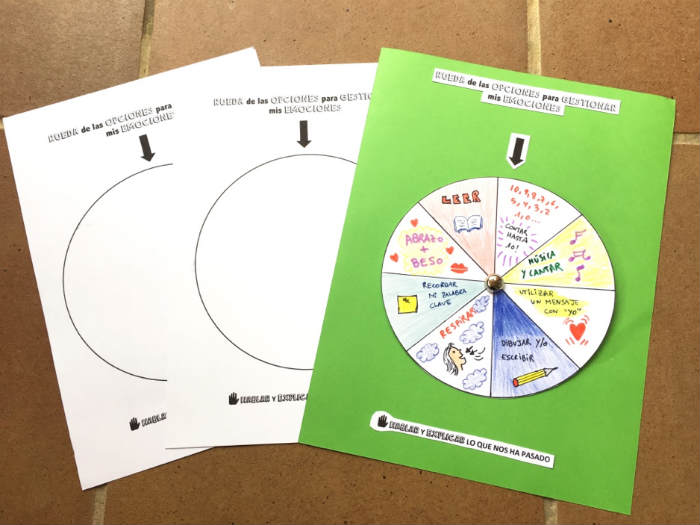 RUEDA de las OPCIONES para
mis EMOCIONES
HABLAR Y EXPLICAR
RUEDA de las OPCIONES para GESTIONAR
mis EMOCIONES
HABLAR Y EXPLICAR
RUEDA de las OPCIONES para GESTIONAR
mis EMOCIONES
LEER
10, 9, 8, 7, 6,
5, 4, 3, 2
1, 0...
CONTAR
HASTA
10!
ABRAZO
+
BESO
MÚSICA
Y CANTAR
RECORDAR
MI PALABRA
CLAVE
UTILIZAR
UN MENSAJE
CON "YO"
RESPIRAR
DIBUJAR Y/O
ESCRIBIR
HABLAR Y EXPLICAR LO QUE NOS HA PASADO